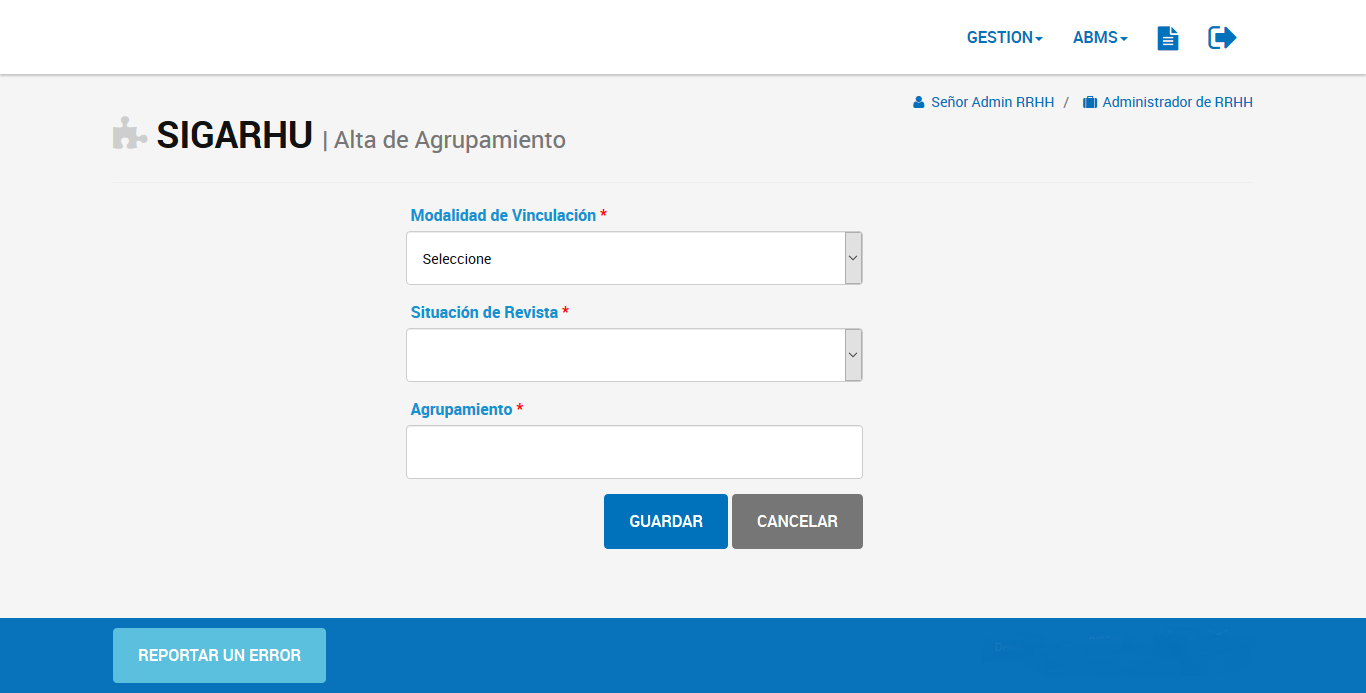 GESTION ABMS
Señor Admin RRHH / Administrador de RRHH
SIGARHU | Alta de Agrupamiento
Modalidad de Vinculación *
Seleccione
Situación de Revista *
Agrupamiento *
GUARDAR CANCELAR
REPORTAR UN ERROR